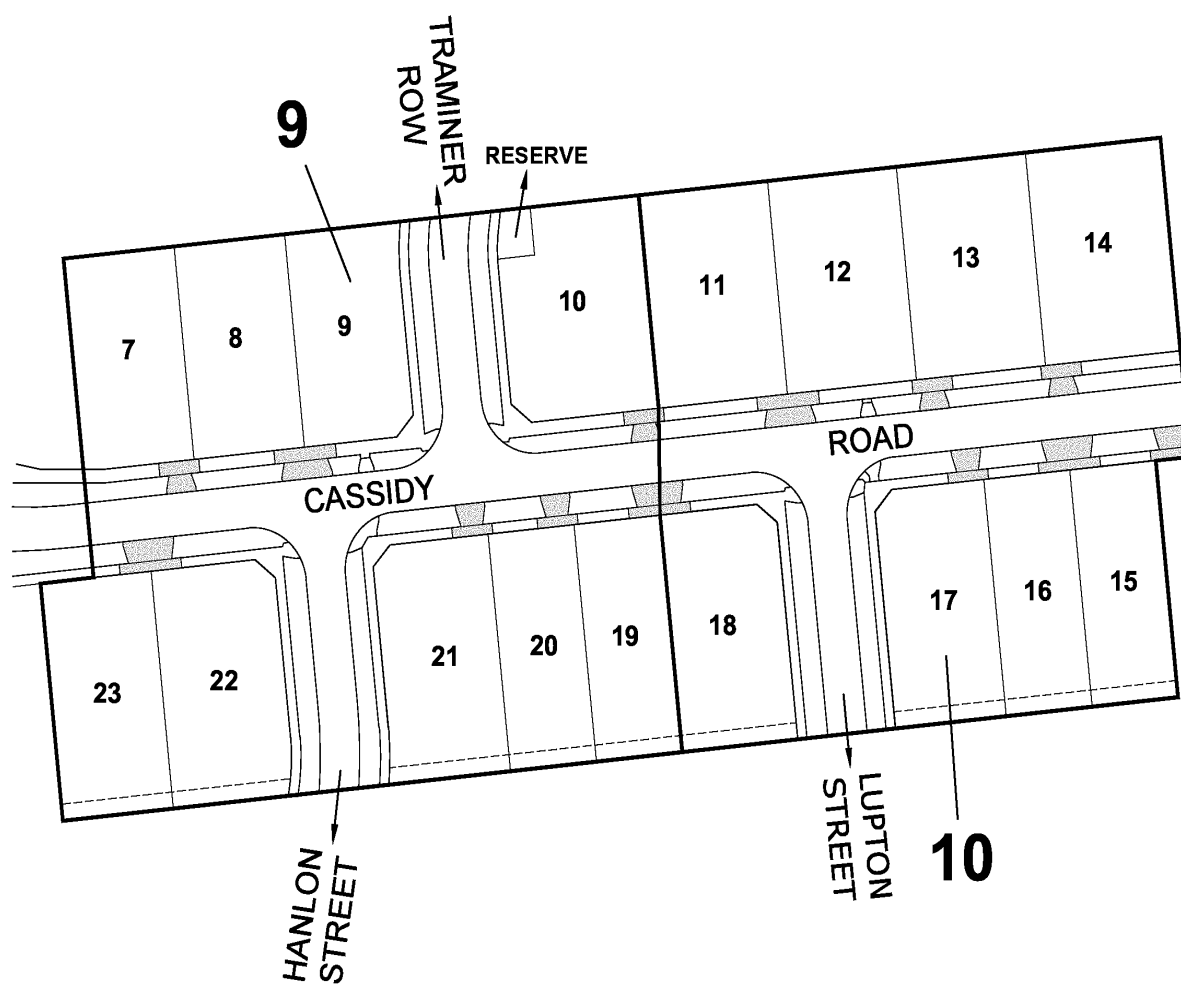 TRAMINER
ROW
9
RESERVE
7
8
9
10
11
12
13
14
CASSIDY
ROAD
23
22
21
20
19
18
17
16
15
HANLON
STREET
LUPTON
STREET
10